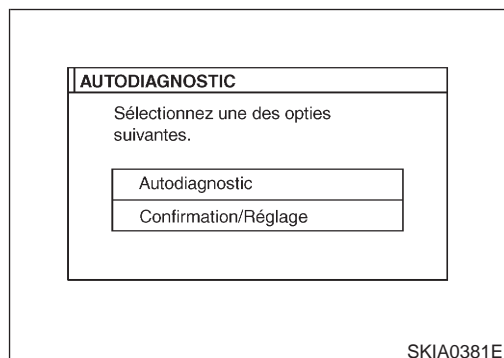 AUTODIAGNOSTIC
Sélectionnez une des opties
suivantes.
Autodiagnostic
Confirmation/Réglage
SKIA0381E